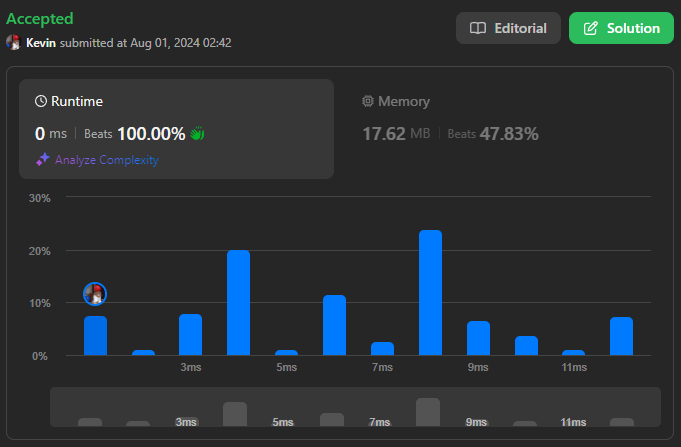 Accepted
Editorial
Solution
Kevin submitted at Aug 01, 2024 02:42
Runtime
Memory
0 ms | Beats 100.00%
17.62 MB | Beats 47.83%
Analyze Complexity
30%
20%
10%
0%
3ms 5ms 7ms 9ms 11ms
3ms 5ms 7ms 9ms 11ms